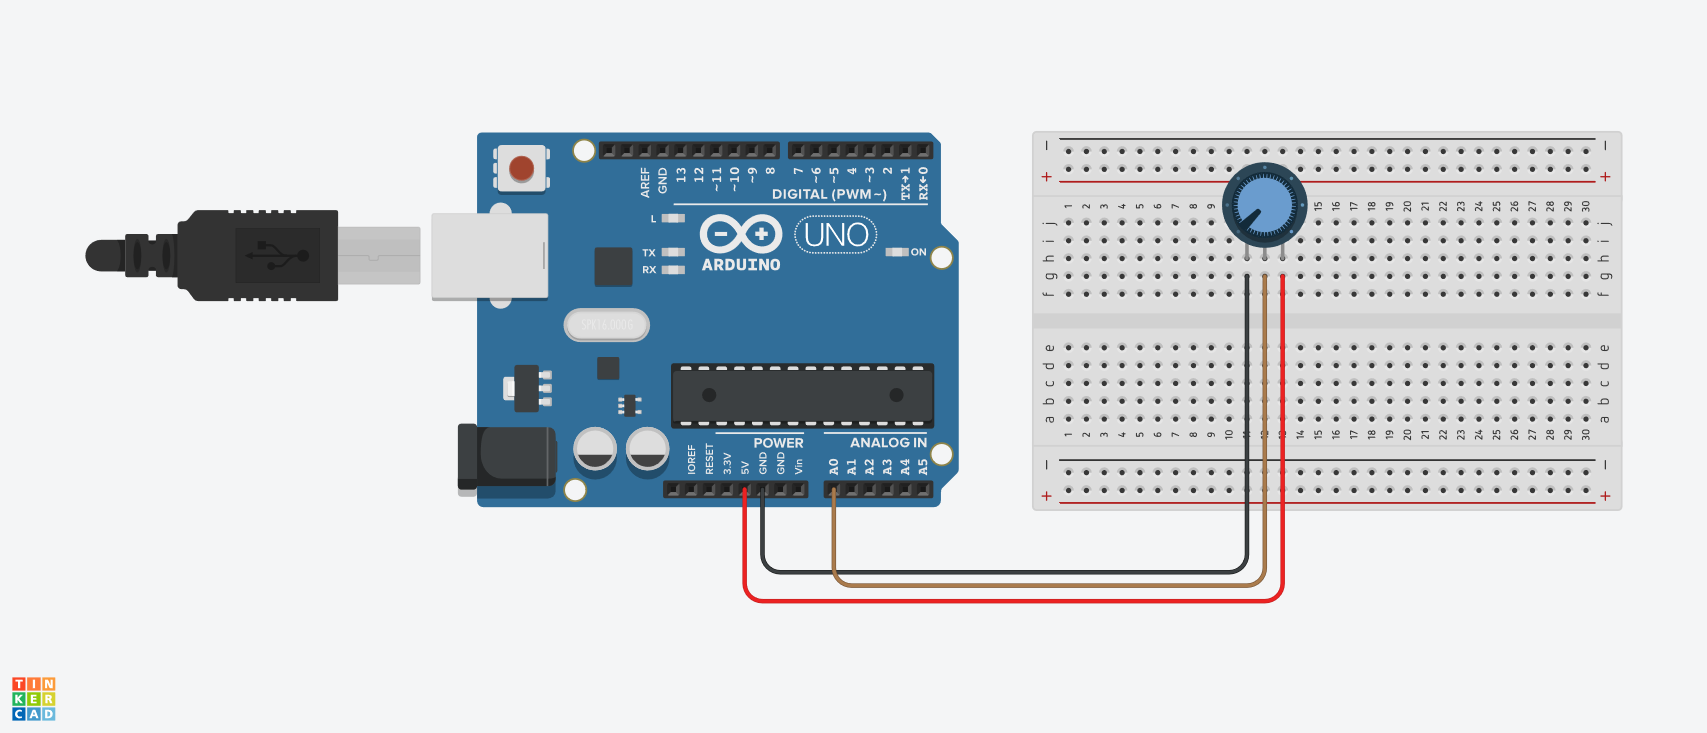 AREF
GND
13
12
~11
~10
~9
8
7
~6
~5
4
~3
2
TX→1
RX←0
DIGITAL (PWM~)
L
TX
RX
ON
UNO
ARDUINO
POWER
ANALOG IN
IOREF
RESET
3.3V
5V
GND
GND
Vin
A0
A1
A2
A3
A4
A5
− −
+ +
1 2 3 4 5 6 7 8 9 15 16 17 18 19 20 21 22 23 24 25 26 27 28 29 30
j j
i i
h h
g g
f f
e e
d d
c c
b b
a a
1 2 3 4 5 6 7 8 9 10 11 12 13 14 15 16 17 18 19 20 21 22 23 24 25 26 27 28 29 30
− −
+ +
TIN
KER
CAD